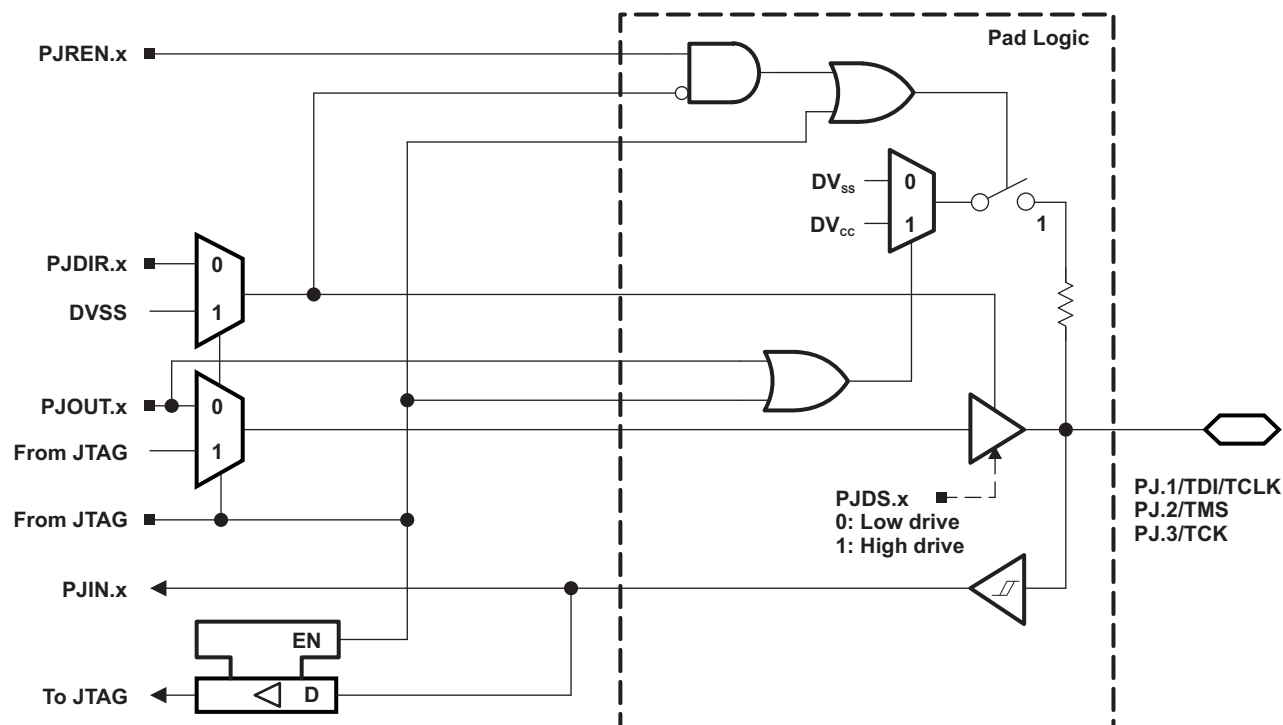 Pad Logic
PJREN.x
DVSS
0
DVCC
1
1
PJDIR.x
0
DVSS
1
PJOUT.x
0
From JTAG
1
PJDS.x
0: Low drive
1: High drive
PJ.1/TDI/TCLK
PJ.2/TMS
PJ.3/TCK
From JTAG
PJIN.x
EN
To JTAG
D